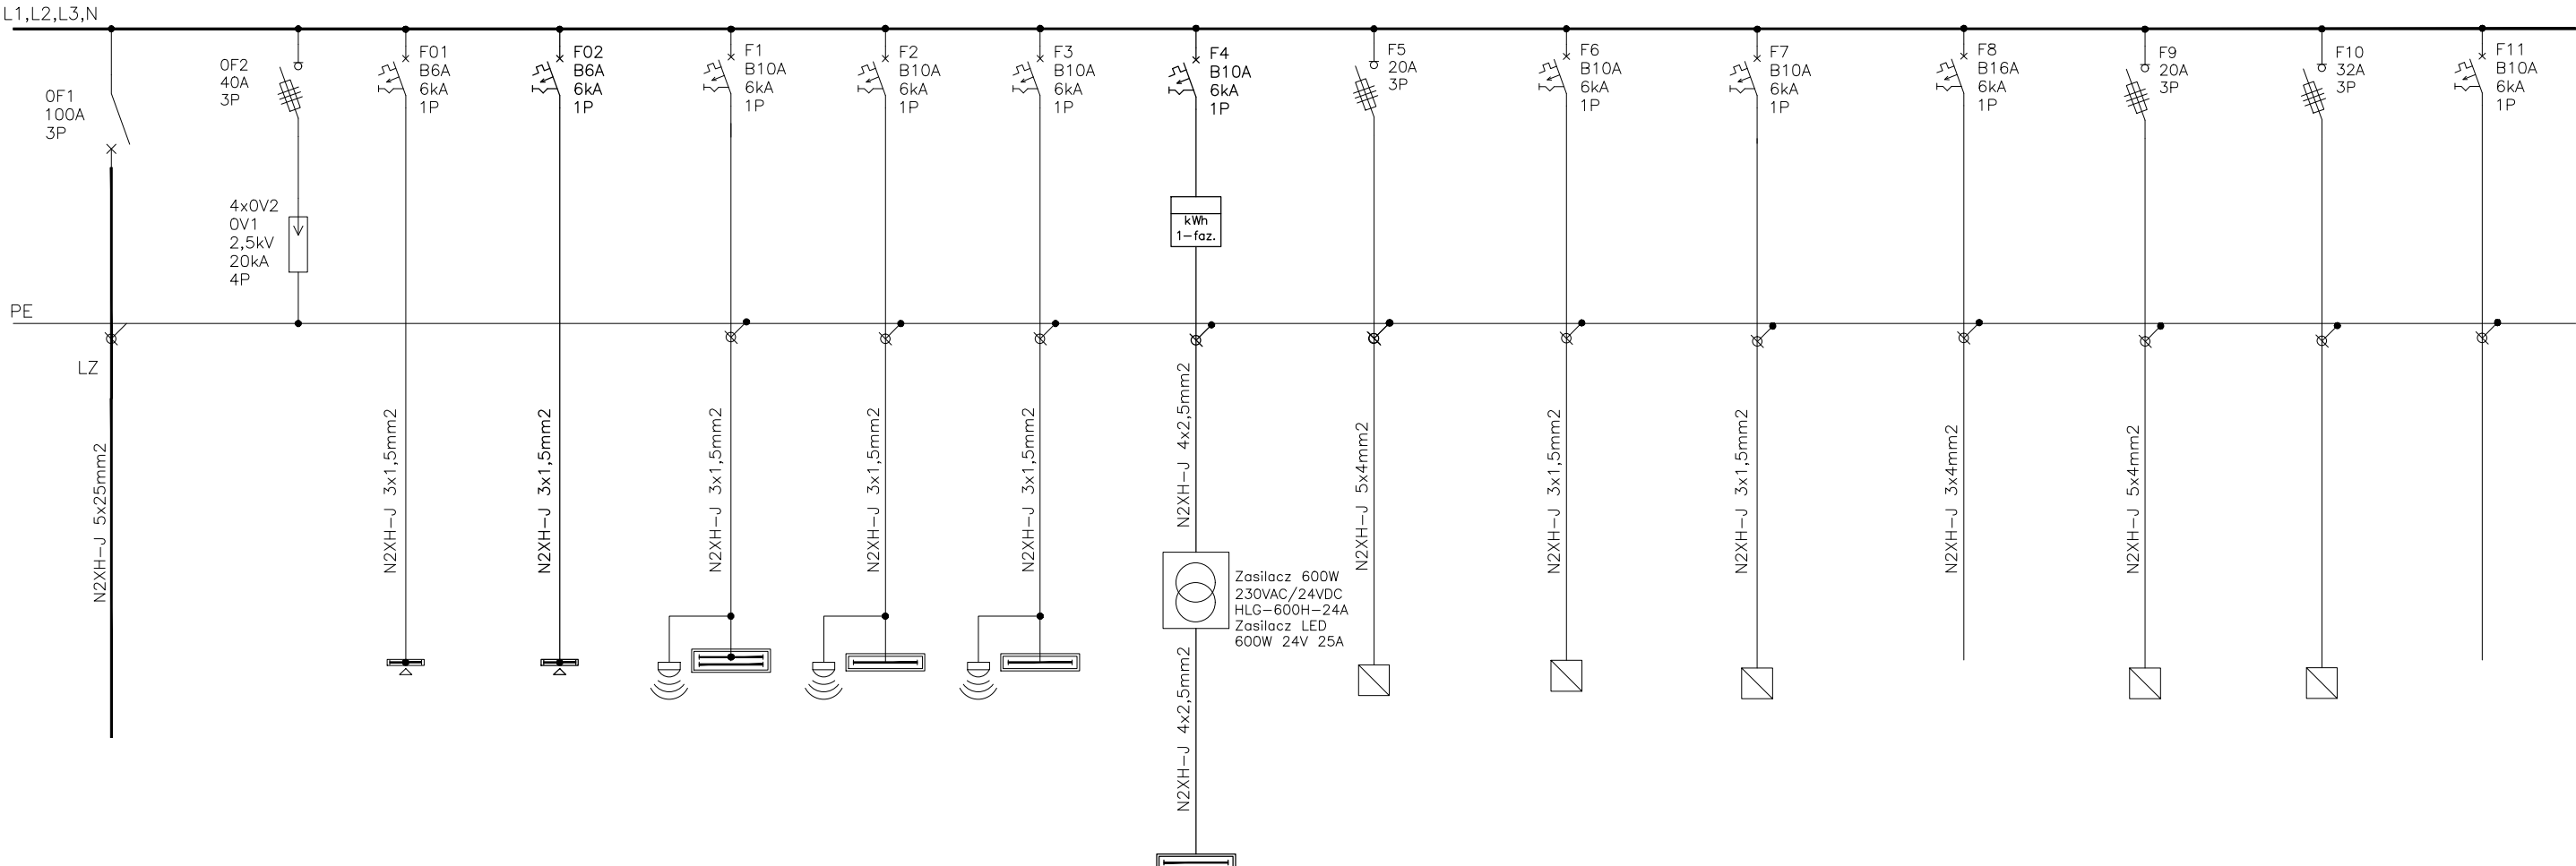 L1,L2,L3,N
0F1
100A
3P
0F2
40A
3P
4x0V2
0V1
2,5kV
20kA
4P
F01
B6A
6kA
1P
F02
B6A
6kA
1P
F1
B10A
6kA
1P
F2
B10A
6kA
1P
F3
B10A
6kA
1P
F4
B10A
6kA
1P
kWh
1-faz.
F5
20A
3P
F6
B10A
6kA
1P
F7
B10A
6kA
1P
F8
B16A
6kA
1P
F9
20A
3P
F10
32A
3P
F11
B10A
6kA
1P
PE
LZ
N2XH-J 5x25mm2
N2XH-J 3x1,5mm2
N2XH-J 3x1,5mm2
N2XH-J 3x1,5mm2
N2XH-J 3x1,5mm2
N2XH-J 3x1,5mm2
N2XH-J 4x2,5mm2
N2XH-J 5x4mm2
N2XH-J 3x1,5mm2
N2XH-J 3x1,5mm2
N2XH-J 3x4mm2
N2XH-J 5x4mm2
Zasilacz 600W
230VAC/24VDC
HLG-600H-24A
Zasilacz LED
600W 24V 25A
N2XH-J 4x2,5mm2